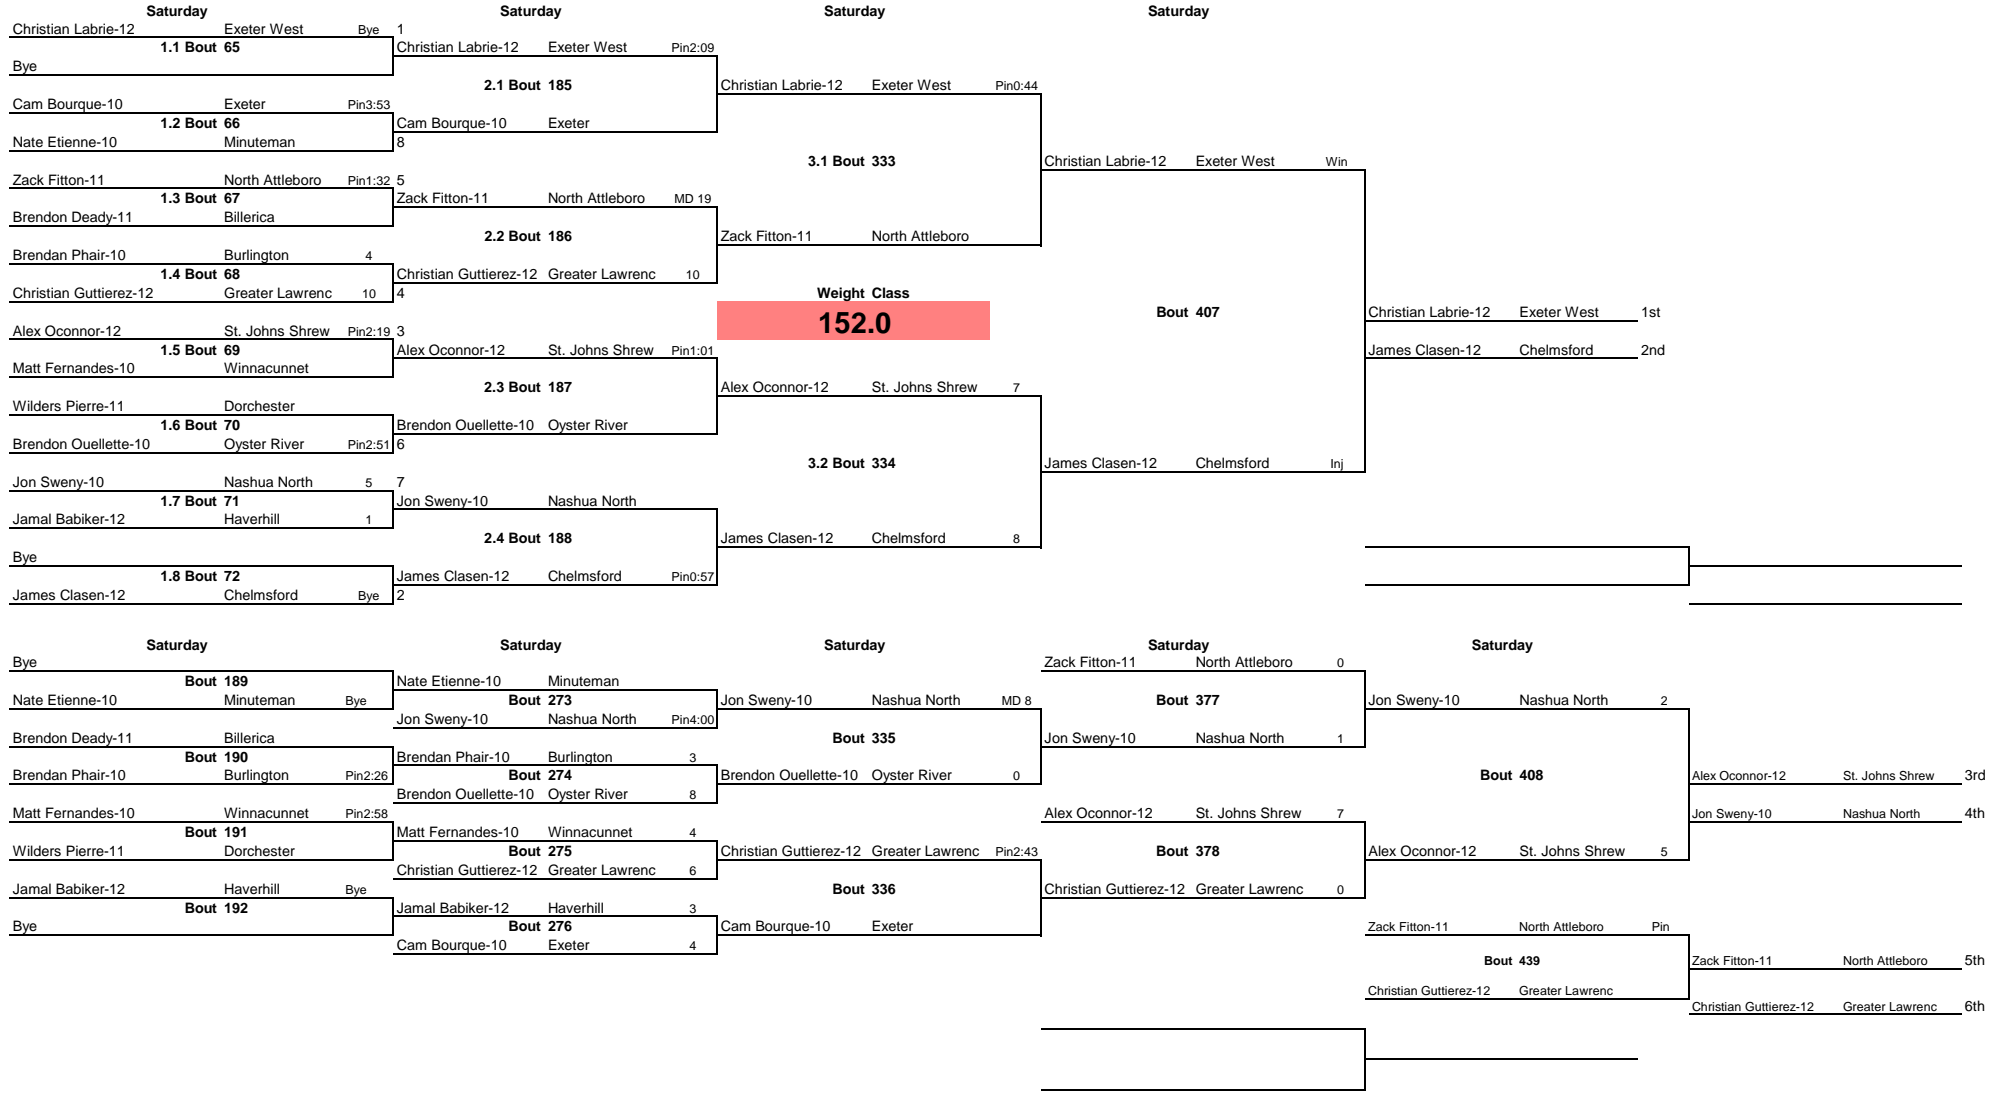 Saturday Saturday Saturday Saturday
Christian Labrie-12 Exeter West Bye 1
1.1 Bout 65 Christian Labrie-12 Exeter West Pin2:09
Bye
2.1 Bout 185 Christian Labrie-12 Exeter West Pin0:44
Cam Bourque-10 Exeter Pin3:53
1.2 Bout 66 Cam Bourque-10 Exeter
Nate Etienne-10 Minuteman 8
3.1 Bout 333 Christian Labrie-12 Exeter West Win
Zack Fitton-11 North Attleboro Pin1:32 5
1.3 Bout 67 Zack Fitton-11 North Attleboro MD 19
Brendon Deady-11 Billerica
2.2 Bout 186 Zack Fitton-11 North Attleboro
Brendan Phair-10 Burlington 4
1.4 Bout 68 Christian Guttierez-12 Greater Lawrenc 10
Christian Guttierez-12 Greater Lawrenc 10 4 Weight Class
Bout 407 Christian Labrie-12 Exeter West 1st
Alex Oconnor-12 St. Johns Shrew Pin2:19 3 152.0
1.5 Bout 69 Alex Oconnor-12 St. Johns Shrew Pin1:01 James Clasen-12 Chelmsford 2nd
Matt Fernandes-10 Winnacunnet
2.3 Bout 187 Alex Oconnor-12 St. Johns Shrew 7
Wilders Pierre-11 Dorchester
1.6 Bout 70 Brendon Ouellette-10 Oyster River
Brendon Ouellette-10 Oyster River Pin2:51 6
3.2 Bout 334 James Clasen-12 Chelmsford Inj
Jon Sweny-10 Nashua North 5 7
1.7 Bout 71 Jon Sweny-10 Nashua North
Jamal Babiker-12 Haverhill 1
2.4 Bout 188 James Clasen-12 Chelmsford 8
Bye
1.8 Bout 72 James Clasen-12 Chelmsford Pin0:57
James Clasen-12 Chelmsford Bye 2
Saturday Saturday Saturday Saturday Saturday
Bye Zack Fitton-11 North Attleboro 0
Bout 189 Nate Etienne-10 Minuteman
Nate Etienne-10 Minuteman Bye Bout 273 Jon Sweny-10 Nashua North MD 8 Bout 377 Jon Sweny-10 Nashua North 2
Jon Sweny-10 Nashua North Pin4:00
Brendon Deady-11 Billerica Bout 335 Jon Sweny-10 Nashua North 1
Bout 190 Brendan Phair-10 Burlington 3
Brendan Phair-10 Burlington Pin2:26 Bout 274 Brendon Ouellette-10 Oyster River 0 Bout 408 Alex Oconnor-12 St. Johns Shrew 3rd
Brendon Ouellette-10 Oyster River 8
Matt Fernandes-10 Winnacunnet Pin2:58 Alex Oconnor-12 St. Johns Shrew 7 Jon Sweny-10 Nashua North 4th
Bout 191 Matt Fernandes-10 Winnacunnet 4
Wilders Pierre-11 Dorchester Bout 275 Christian Guttierez-12 Greater Lawrenc Pin2:43 Bout 378 Alex Oconnor-12 St. Johns Shrew 5
Christian Guttierez-12 Greater Lawrenc 6
Jamal Babiker-12 Haverhill Bye Bout 336 Christian Guttierez-12 Greater Lawrenc 0
Bout 192 Jamal Babiker-12 Haverhill 3
Bye Bout 276 Cam Bourque-10 Exeter Zack Fitton-11 North Attleboro Pin
Cam Bourque-10 Exeter 4
Bout 439 Zack Fitton-11 North Attleboro 5th
Christian Guttierez-12 Greater Lawrenc
Christian Guttierez-12 Greater Lawrenc 6th